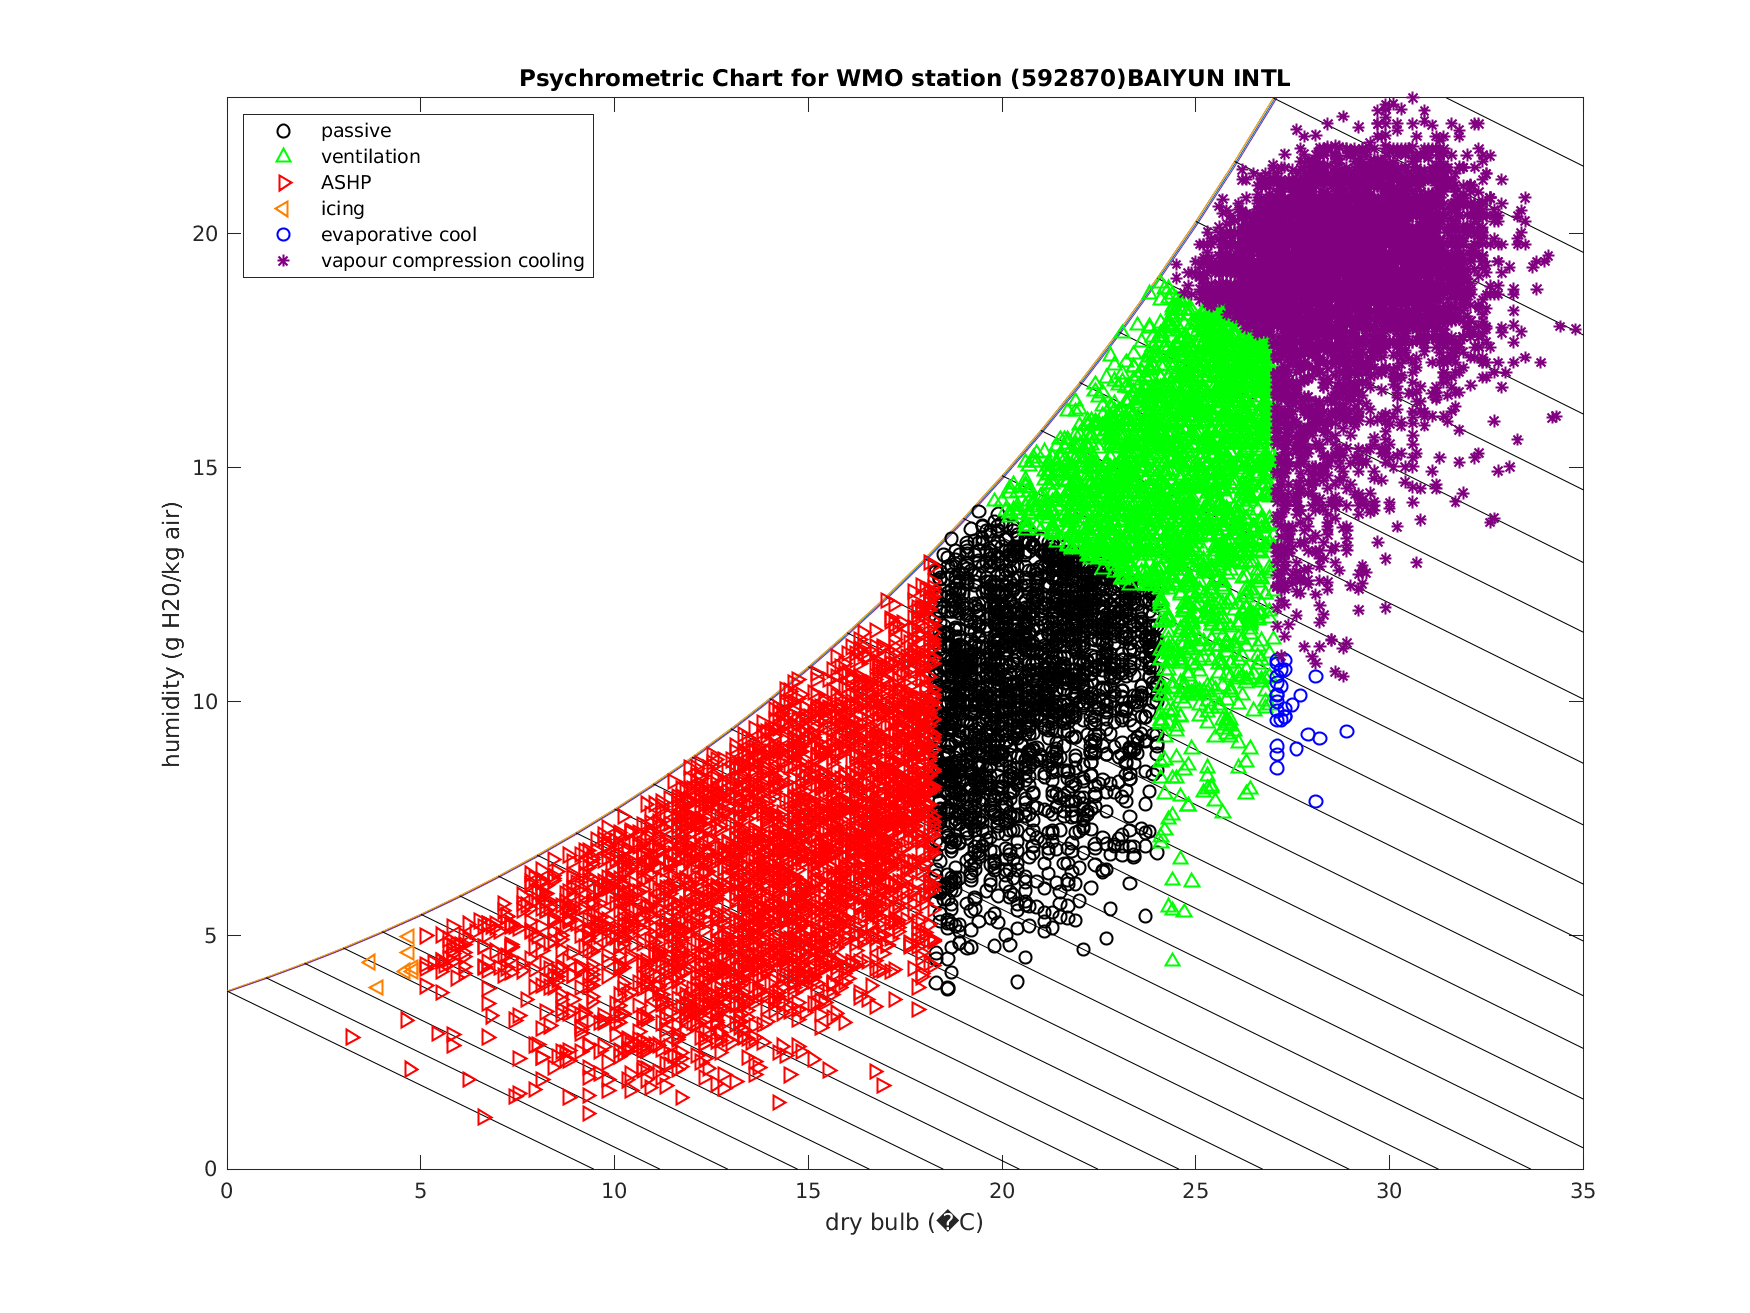 Psychrometric Chart for WMO station (592870)BAIYUN INTL
passive
ventilation
ASHP
icing
evaporative cool
vapour compression cooling
humidity (g H20/kg air)
20
15
10
5
0
0 5 10 15 20 25 30 35
dry bulb (�C)